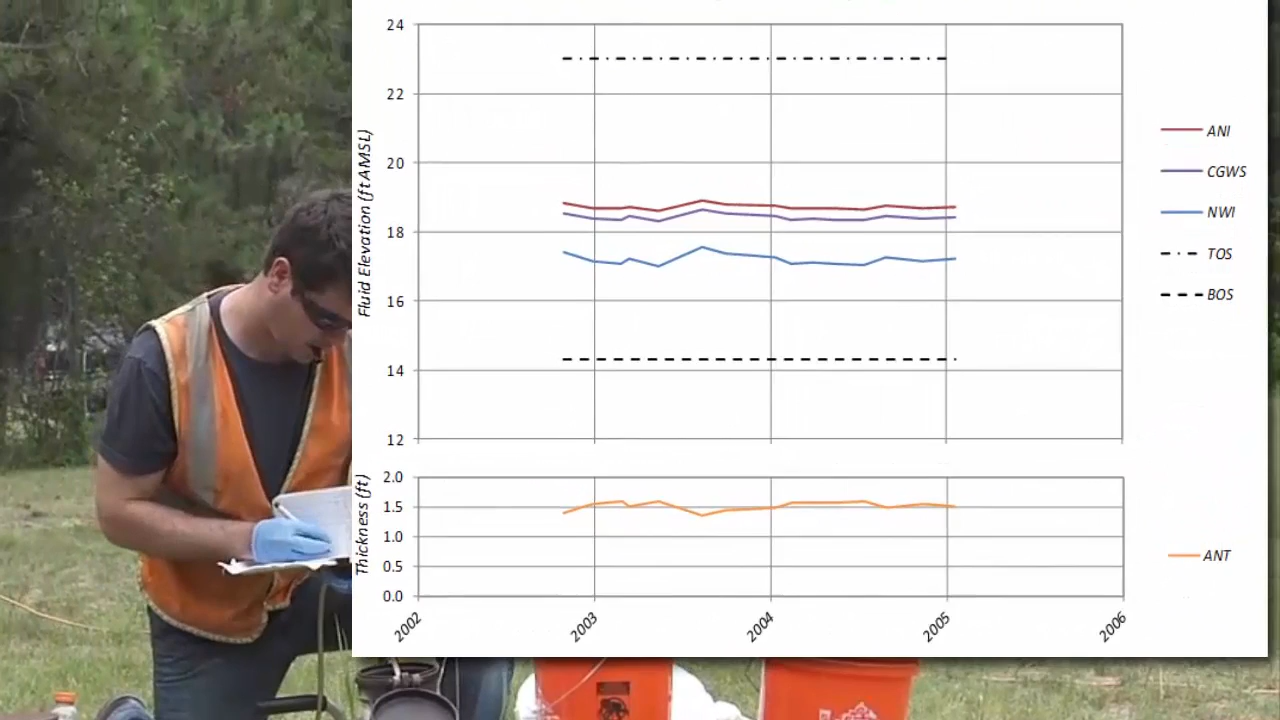 24
22
20
18
16
14
12
Fluid Elevation (ft AMSL)
ANI
CGWS
NWI
TOS
BOS
2.0
1.5
1.0
0.5
0.0
Thickness (ft)
ANT
2002
2003
2004
2005
2006